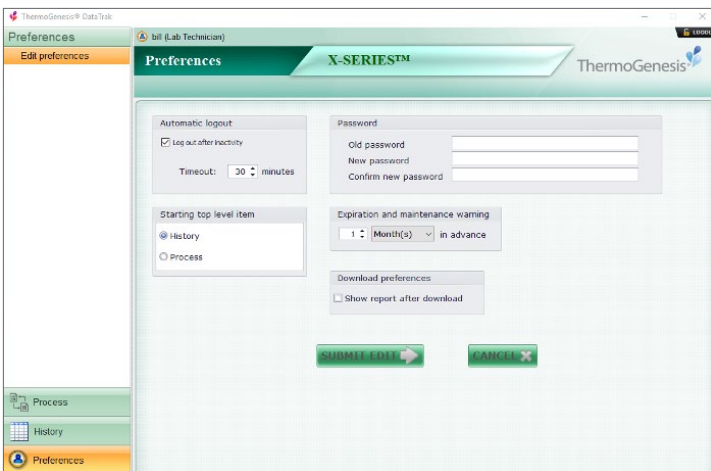 ThermoGenesis® DataTrak
Preferences
bill (Lab Technician)
LOGOU
Edit preferences
Preferences
X-SERIES™
ThermoGenesis
Automatic logout
Log out after inactivity
Timeout: 30 minutes
Password
Old password
New password
Confirm new password
Starting top level item
History
Process
Expiration and maintenance warning
1 Month(s) in advance
Download preferences
Show report after download
SUBMIT EDIT
CANCEL
Process
History
Preferences